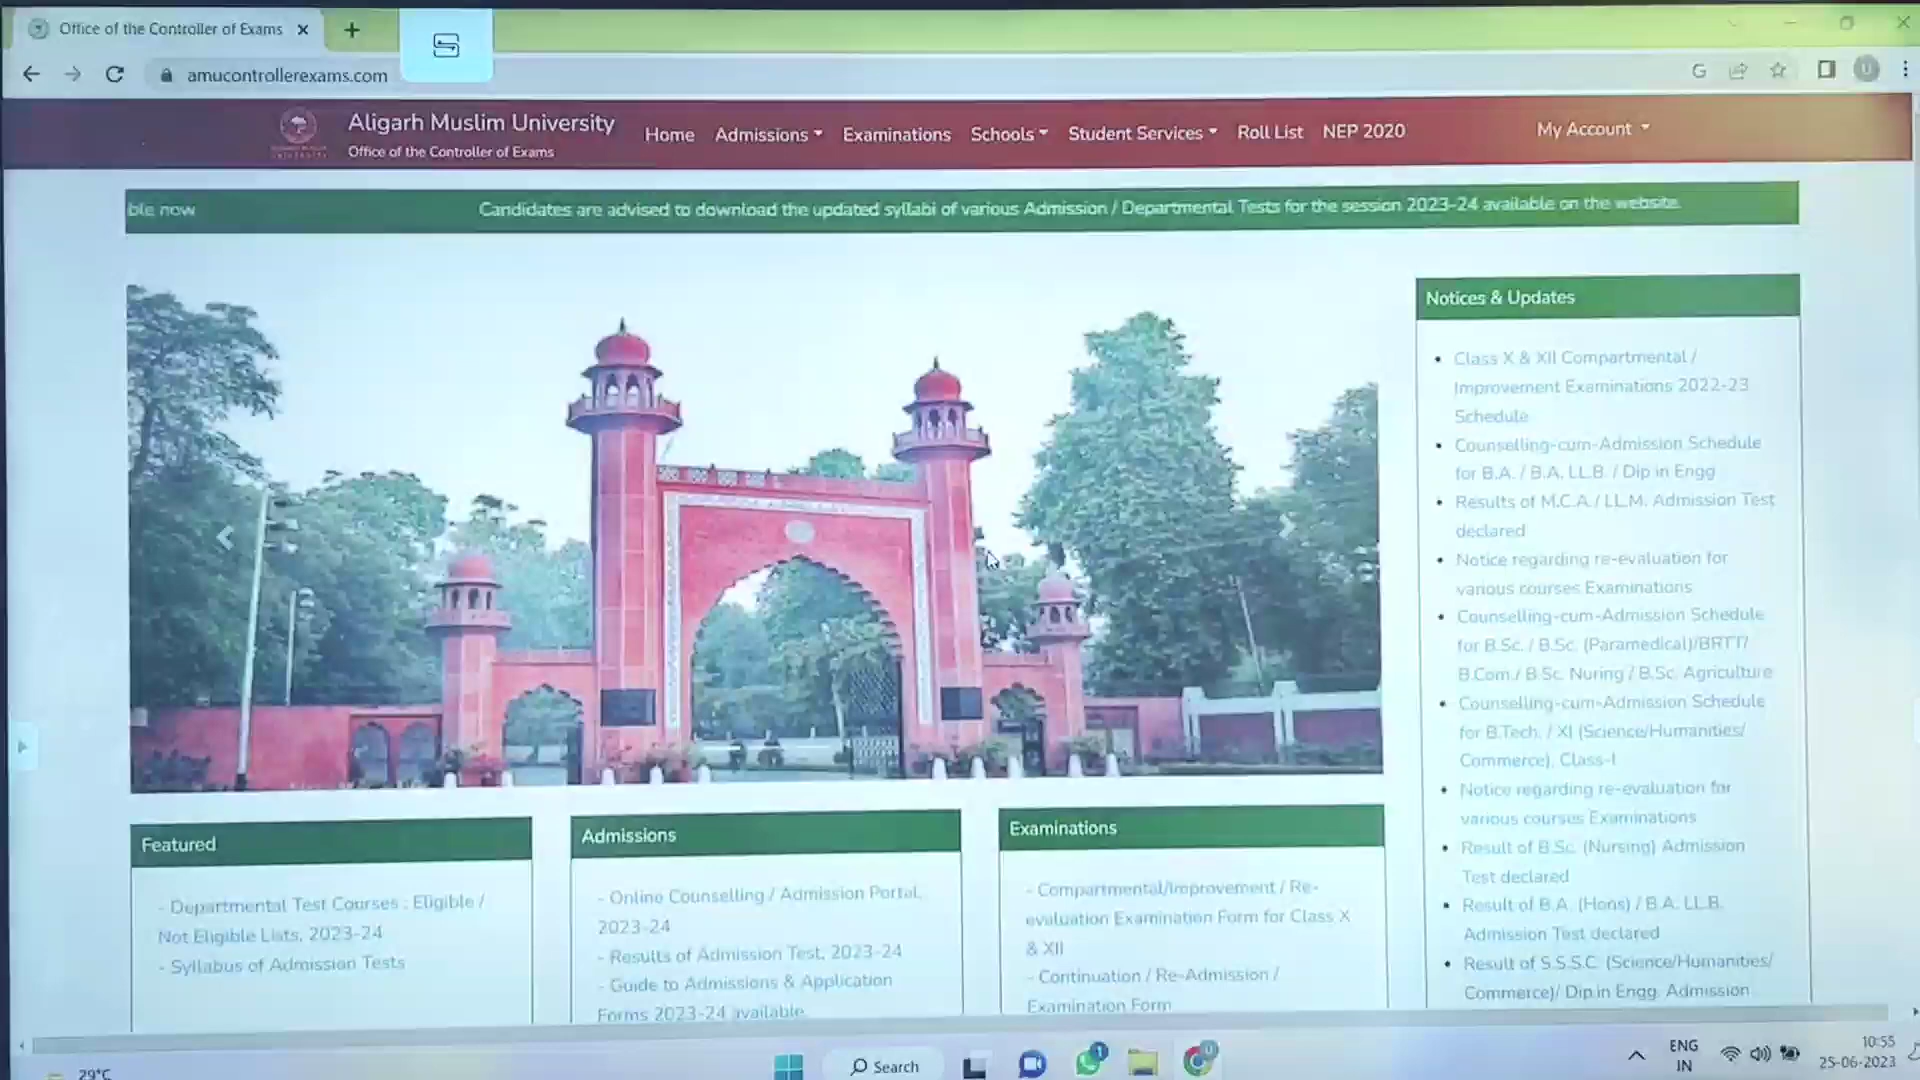 Office of the Controller of Exams
amucontrollerexams.com
Aligarh Muslim University
Office of the Controller of Exams
Home Admissions Examinations Schools Student Services Roll List NEP 2020 My Account
ble now Candidates are advised to download the updated syllabi of various Admission / Departmental Tests for the session 2023-24 available on the website.
Notices & Updates
Class X & XII Compartmental /
Improvement Examinations 2022-23
Schedule
Counselling-cum-Admission Schedule
for B.A. / B.A. LL.B. / Dip in Engg
Results of M.C.A./ LL.M. Admission Test
declared
Notice regarding re-evaluation for
various courses Examinations
Counselling-cum-Admission Schedule
for B.Sc. / B.Sc. (Paramedical)/BRTT/
B.Com./ B.Sc. Nuring / B.Sc. Agriculture
Counselling-cum-Admission Schedule
for B.Tech. / XI (Science/Humanities/
Commerce), Class-I
Notice regarding re-evaluation for
various courses Examinations
Result of B.Sc. (Nursing) Admission
Test declared
Result of B.A. (Hons) / B.A. LL.B.
Admission Test declared
Result of S.S.S.C. (Science/Humanities/
Commerce)/ Dip.in Engg. Admission
Featured
- Departmental Test Courses : Eligible /
Not Eligible Lists, 2023-24
- Syllabus of Admission Tests
Admissions
- Online Counselling / Admission Portal,
2023-24
- Results of Admission Test, 2023-24
- Guide to Admissions & Application
Forms 2023-24 available
Examinations
- Compartmental/Improvement / Re-
evaluation Examination Form for Class X
& XII
- Continuation / Re-Admission /
Examination Form
29°C
Search
1
ENG
IN
10:55
25-06-2023